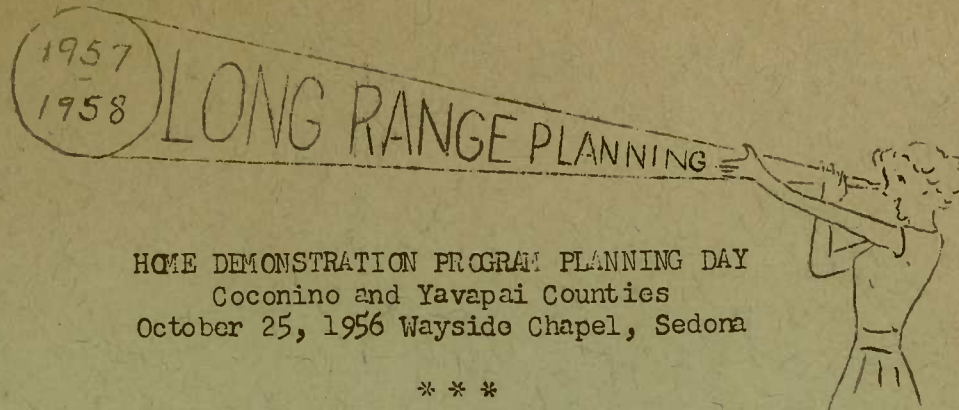 1957
-
1958
LONG RANGE PLANNING
HOME DEMONSTRATION PROGRAM PLANNING DAY
Coconino and Yavapai Counties
October 25, 1956 Wayside Chapel, Sedona
* * *